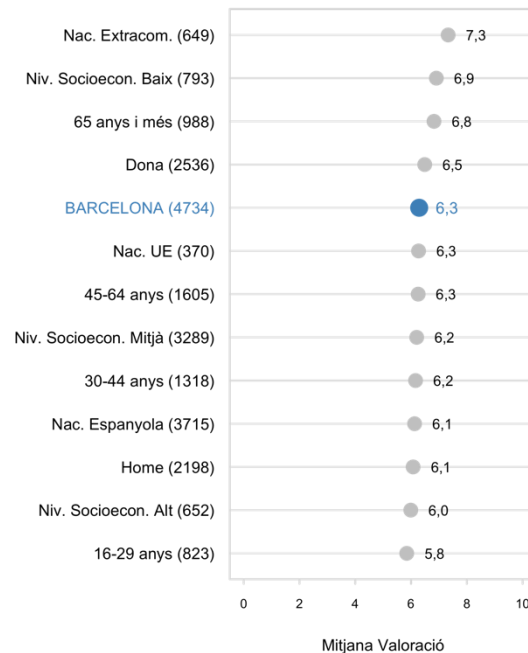 Nac. Extracom. (649) 7,3
Niv. Socioecon. Baix (793) 6,9
65 anys i més (988) 6,8
Dona (2536) 6,5
BARCELONA (4734) 6,3
Nac. UE (370) 6,3
45-64 anys (1605) 6,3
Niv. Socioecon. Mitjà (3289) 6,2
30-44 anys (1318) 6,2
Nac. Espanyola (3715) 6,1
Home (2198) 6,1
Niv. Socioecon. Alt (652) 6,0
16-29 anys (823) 5,8
0 2 4 6 8 10
Mitjana Valoració